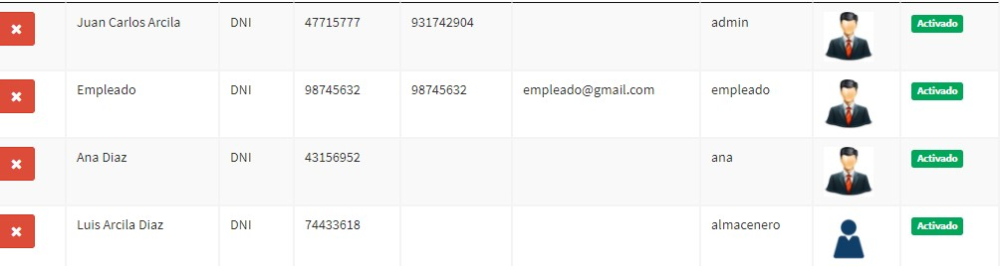 Juan Carlos Arcila DNI 47715777 931742904 admin Activado
Empleado DNI 98745632 98745632 empleado@gmail.com empleado Activado
Ana Diaz DNI 43156952 ana Activado
Luis Arcila Diaz DNI 74433618 almacenero Activado